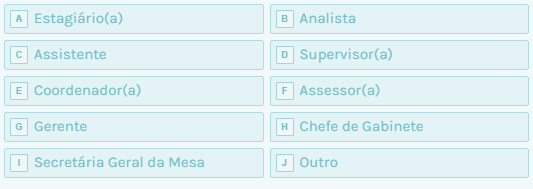 A Estagiário(a)
B Analista
C Assistente
D Supervisor(a)
E Coordenador(a)
F Assessor(a)
G Gerente
H Chefe de Gabinete
I Secretária Geral da Mesa
J Outro